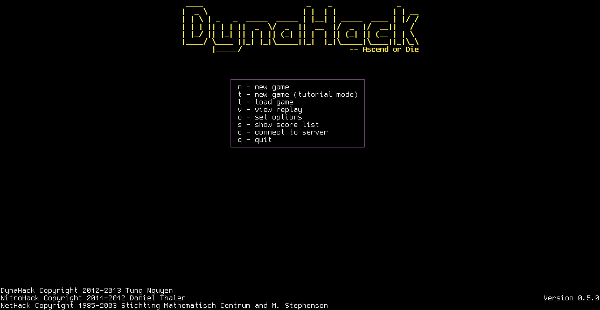 DynaHack
-- Ascend or Die
n - new game
t - new game (tutorial mode)
l - load game
v - view replay
o - set options
s - show score list
c - connect to server
q - quit
DynaHack Copyright 2012-2013 Tung Nguyen
NitroHack Copyright 2011-2012 Daniel Thaler
NetHack Copyright 1985-2003 Stichting Mathematisch Centrum and M. Stephenson
Version 0.5.0